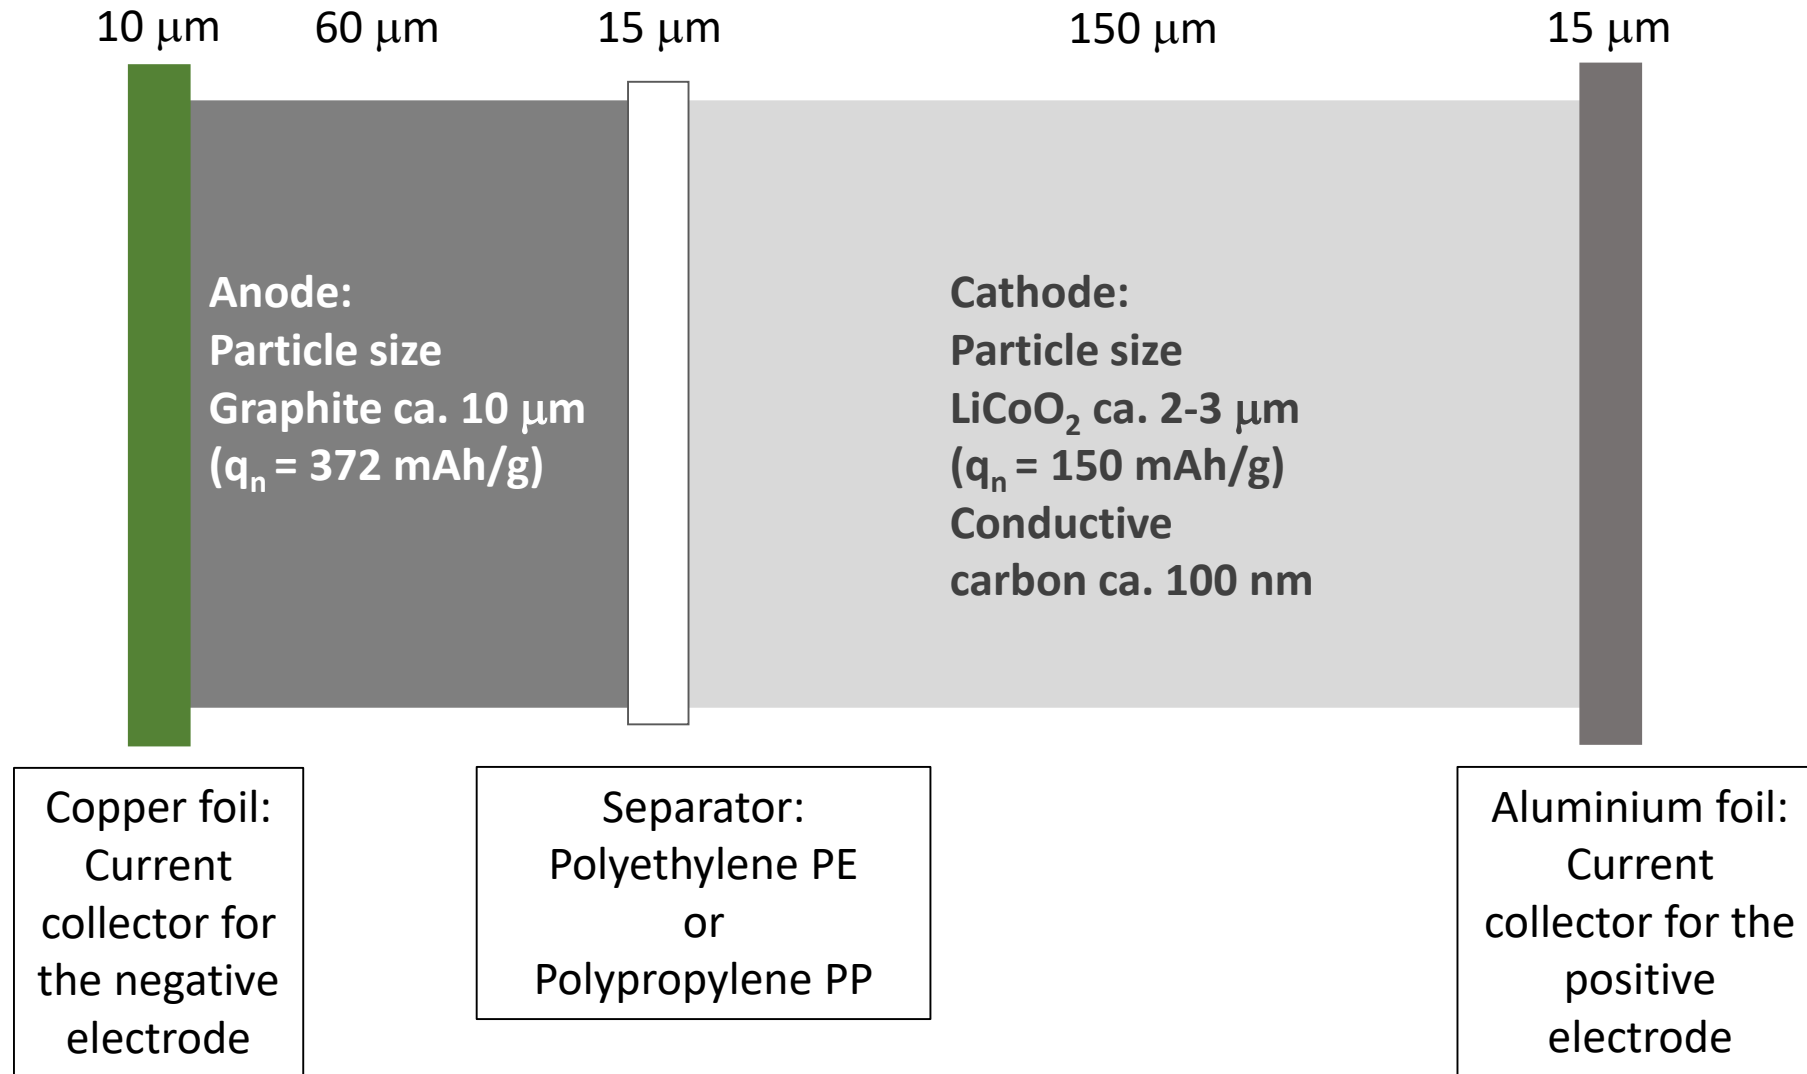 10 μm 60 μm 15 μm 150 μm 15 μm
Anode:
Particle size
Graphite ca. 10 μm
(qₙ = 372 mAh/g)
Cathode:
Particle size
LiCoO₂ ca. 2-3 μm
(qₙ = 150 mAh/g)
Conductive
carbon ca. 100 nm
Copper foil:
Current
collector for
the negative
electrode
Separator:
Polyethylene PE
or
Polypropylene PP
Aluminium foil:
Current
collector for the
positive
electrode